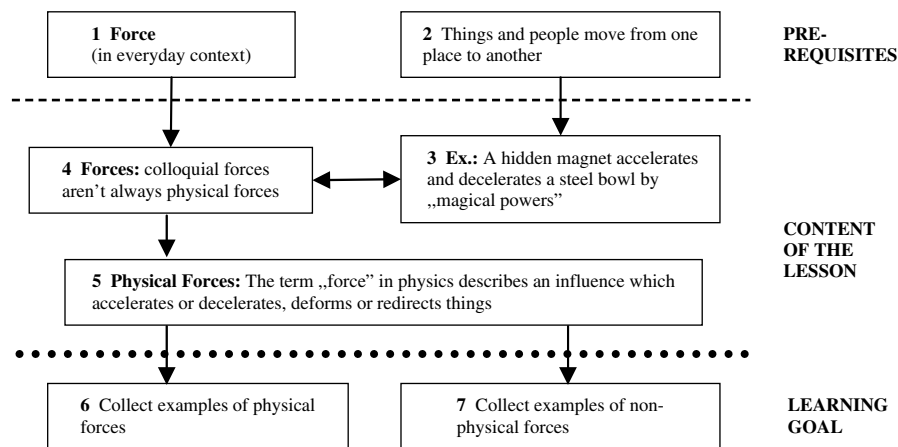 1 Force
(in everyday context)
2 Things and people move from one
place to another
PRE-
REQUISITES
4 Forces: colloquial forces
aren't always physical forces
3 Ex.: A hidden magnet accelerates
and decelerates a steel bowl by
„magical powers”
CONTENT
OF THE
LESSON
5 Physical Forces: The term „force” in physics describes an influence which
accelerates or decelerates, deforms or redirects things
6 Collect examples of physical
forces
7 Collect examples of non-
physical forces
LEARNING
GOAL